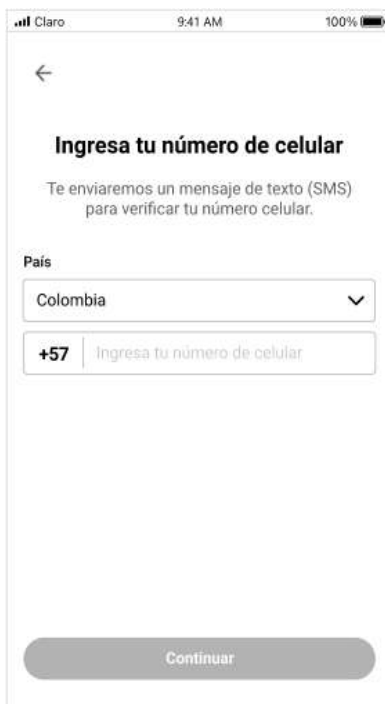 Claro 9:41 AM 100%
Ingresa tu número de celular
Te enviaremos un mensaje de texto (SMS)
para verificar tu número celular.
País
Colombia
+57 Ingresa tu número de celular
Continuar